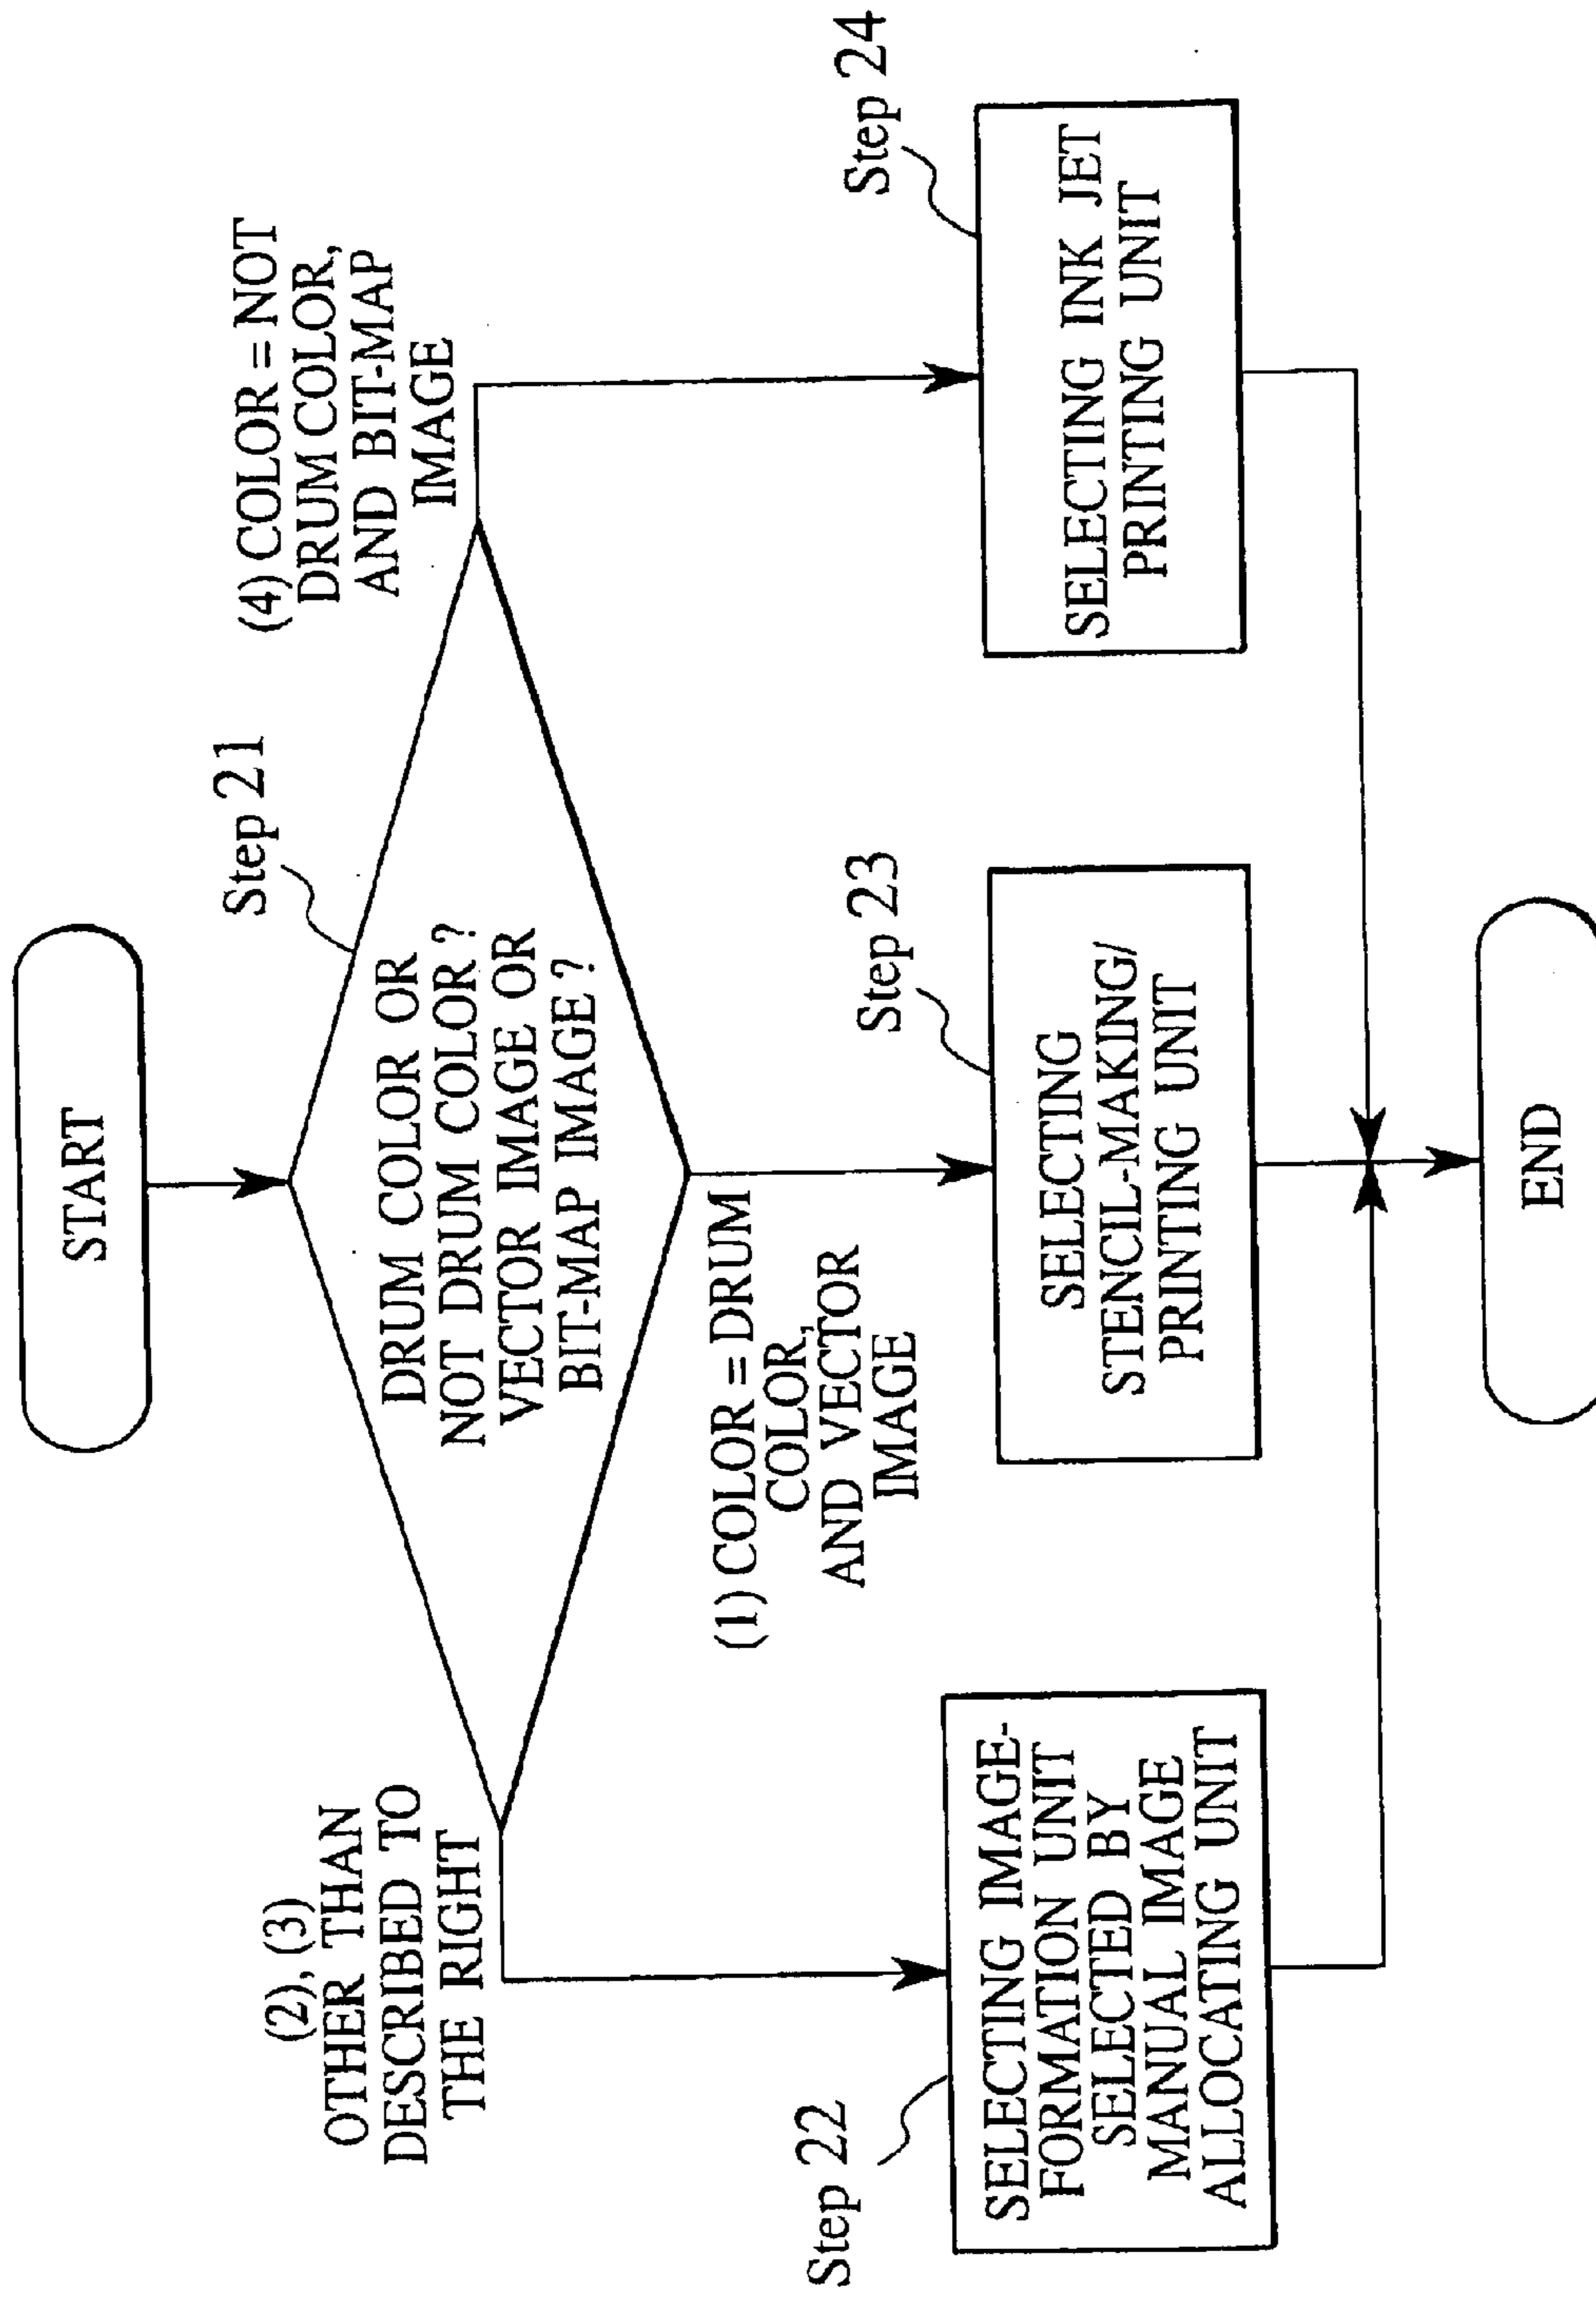 START
Step 21
DRUM COLOR OR
NOT DRUM COLOR ?
VECTOR IMAGE OR
BIT-MAP IMAGE ?
(2), (3)
OTHER THAN
DESCRIBED TO
THE RIGHT
(1) COLOR = DRUM
COLOR,
AND VECTOR
IMAGE
(4) COLOR = NOT
DRUM COLOR,
AND BIT-MAP
IMAGE
Step 22
SELECTING IMAGE-
FORMATION UNIT
SELECTED BY
MANUAL IMAGE
ALLOCATING UNIT
Step 23
SELECTING
STENCIL-MAKING/
PRINTING UNIT
Step 24
SELECTING INK JET
PRINTING UNIT
END